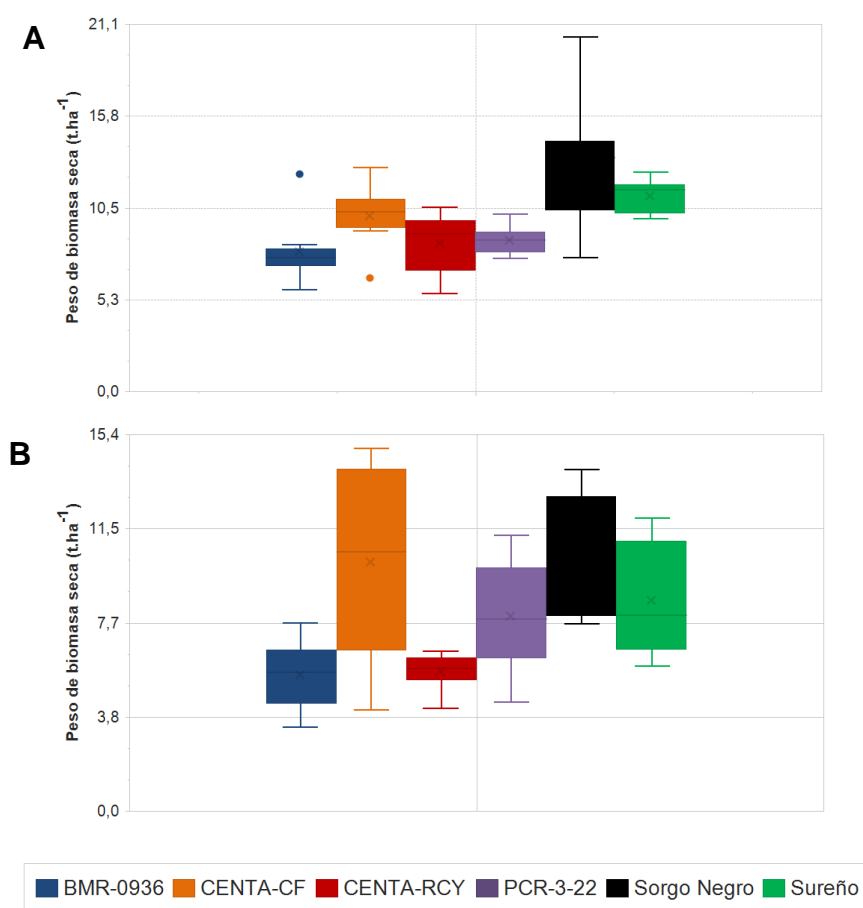 A
Peso de biomasa seca (t.ha⁻¹)
21,1
15,8
10,5
5,3
0,0
B
Peso de biomasa seca (t.ha⁻¹)
15,4
11,5
7,7
3,8
0,0
BMR-0936 CENTA-CF CENTA-RCY PCR-3-22 Sorgo Negro Sureño